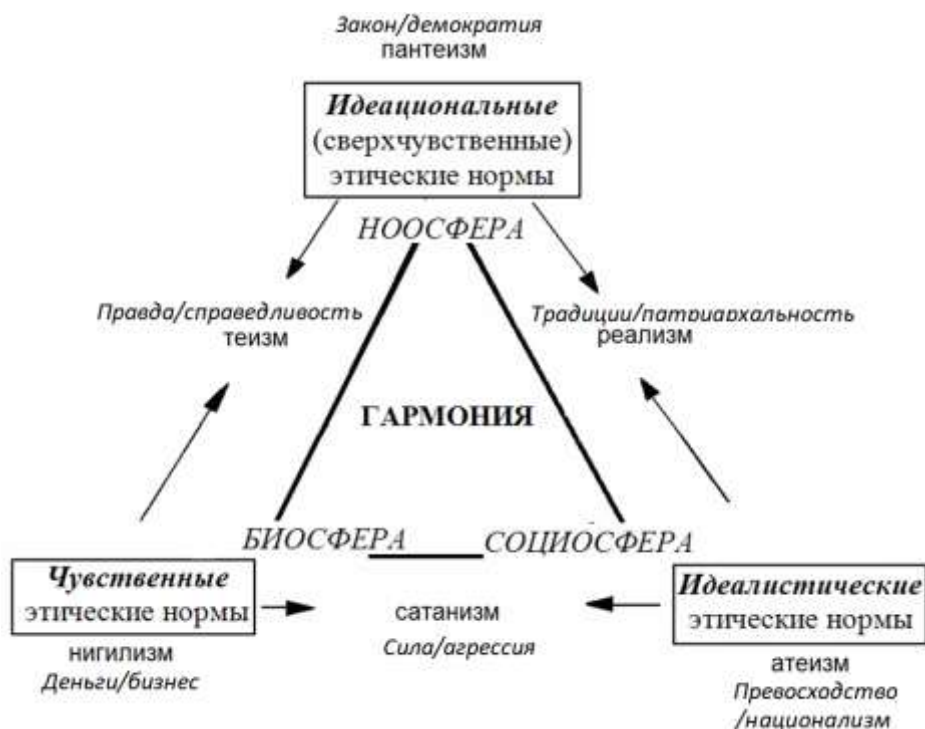 Закон/демократия
пантеизм
Идеациональные
(сверхчувственные)
этические нормы
НООСФЕРА
Правда/справедливость
теизм
Традиции/патриархальность
реализм
ГАРМОНИЯ
БИОСФЕРА
СОЦИОСФЕРА
Чувственные
этические нормы
нигилизм
Деньги/бизнес
сатанизм
Сила/агрессия
Идеалистические
этические нормы
атеизм
Превосходство
/национализм